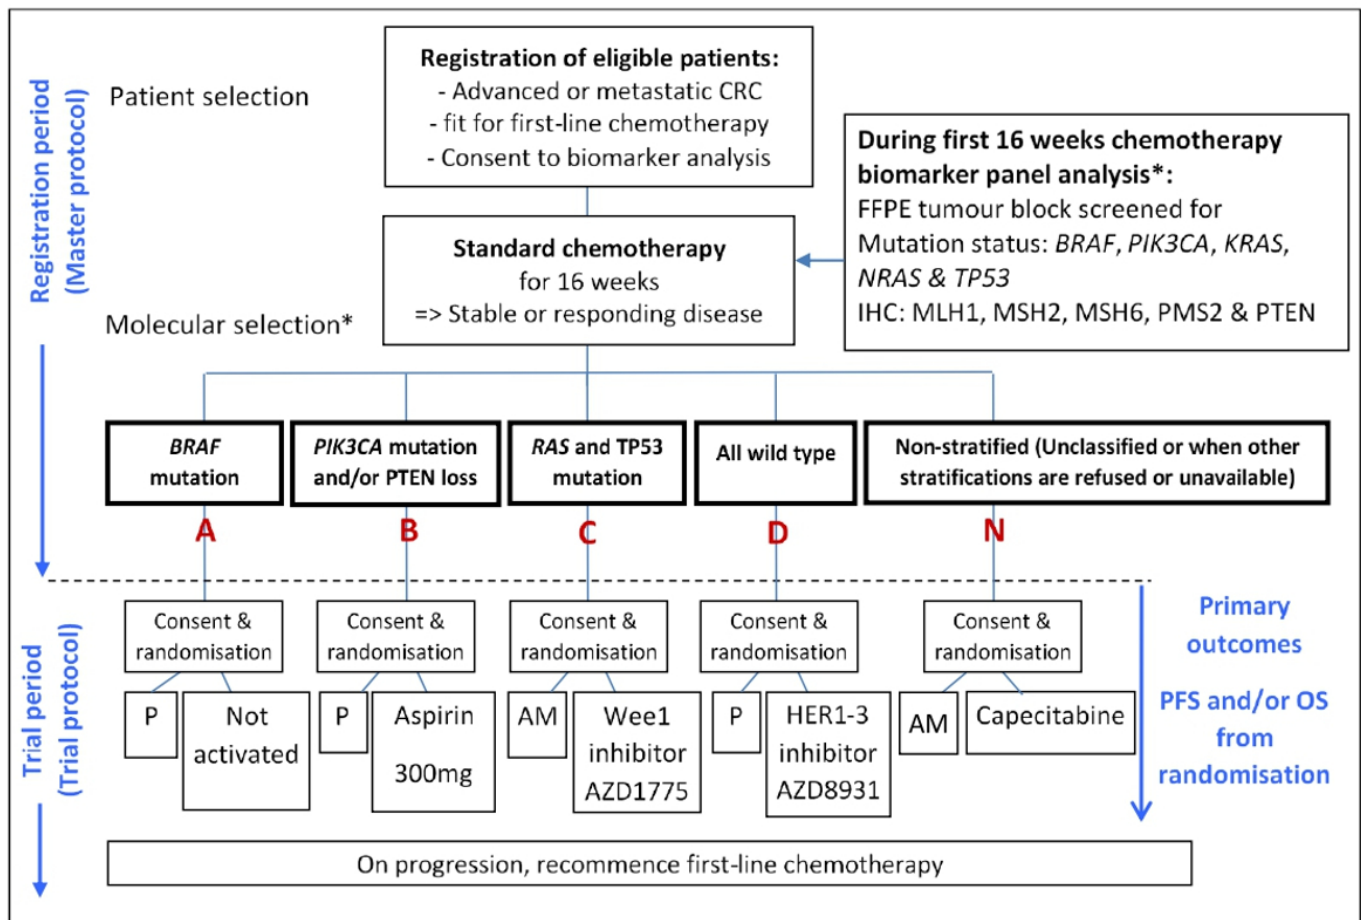 Registration period
(Master protocol)
Patient selection
Registration of eligible patients:
- Advanced or metastatic CRC
- fit for first-line chemotherapy
- Consent to biomarker analysis
During first 16 weeks chemotherapy
biomarker panel analysis*:
FFPE tumour block screened for
Mutation status: BRAF, PIK3CA, KRAS,
NRAS & TP53
IHC: MLH1, MSH2, MSH6, PMS2 & PTEN
Standard chemotherapy
for 16 weeks
=> Stable or responding disease
Molecular selection*
BRAF
mutation
A
PIK3CA mutation
and/or PTEN loss
B
RAS and TP53
mutation
C
All wild type
D
Non-stratified (Unclassified or when other
stratifications are refused or unavailable)
N
Trial period
(Trial protocol)
Consent &
randomisation
P
Not
activated
Consent &
randomisation
P
Aspirin
300mg
Consent &
randomisation
AM
Wee1
inhibitor
AZD1775
Consent &
randomisation
P
HER1-3
inhibitor
AZD8931
Consent &
randomisation
AM
Capecitabine
Primary
outcomes
PFS and/or OS
from
randomisation
On progression, recommence first-line chemotherapy